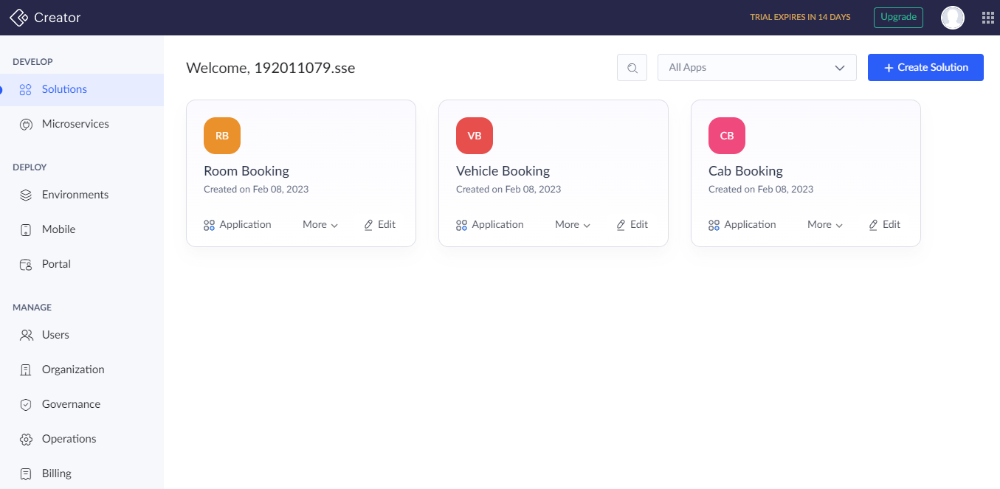 Creator
TRIAL EXPIRES IN 14 DAYS
Upgrade
DEVELOP
Solutions
Microservices
DEPLOY
Environments
Mobile
Portal
MANAGE
Users
Organization
Governance
Operations
Billing
Welcome, 192011079.sse
All Apps
+ Create Solution
RB
Room Booking
Created on Feb 08, 2023
Application More Edit
VB
Vehicle Booking
Created on Feb 08, 2023
Application More Edit
CB
Cab Booking
Created on Feb 08, 2023
Application More Edit